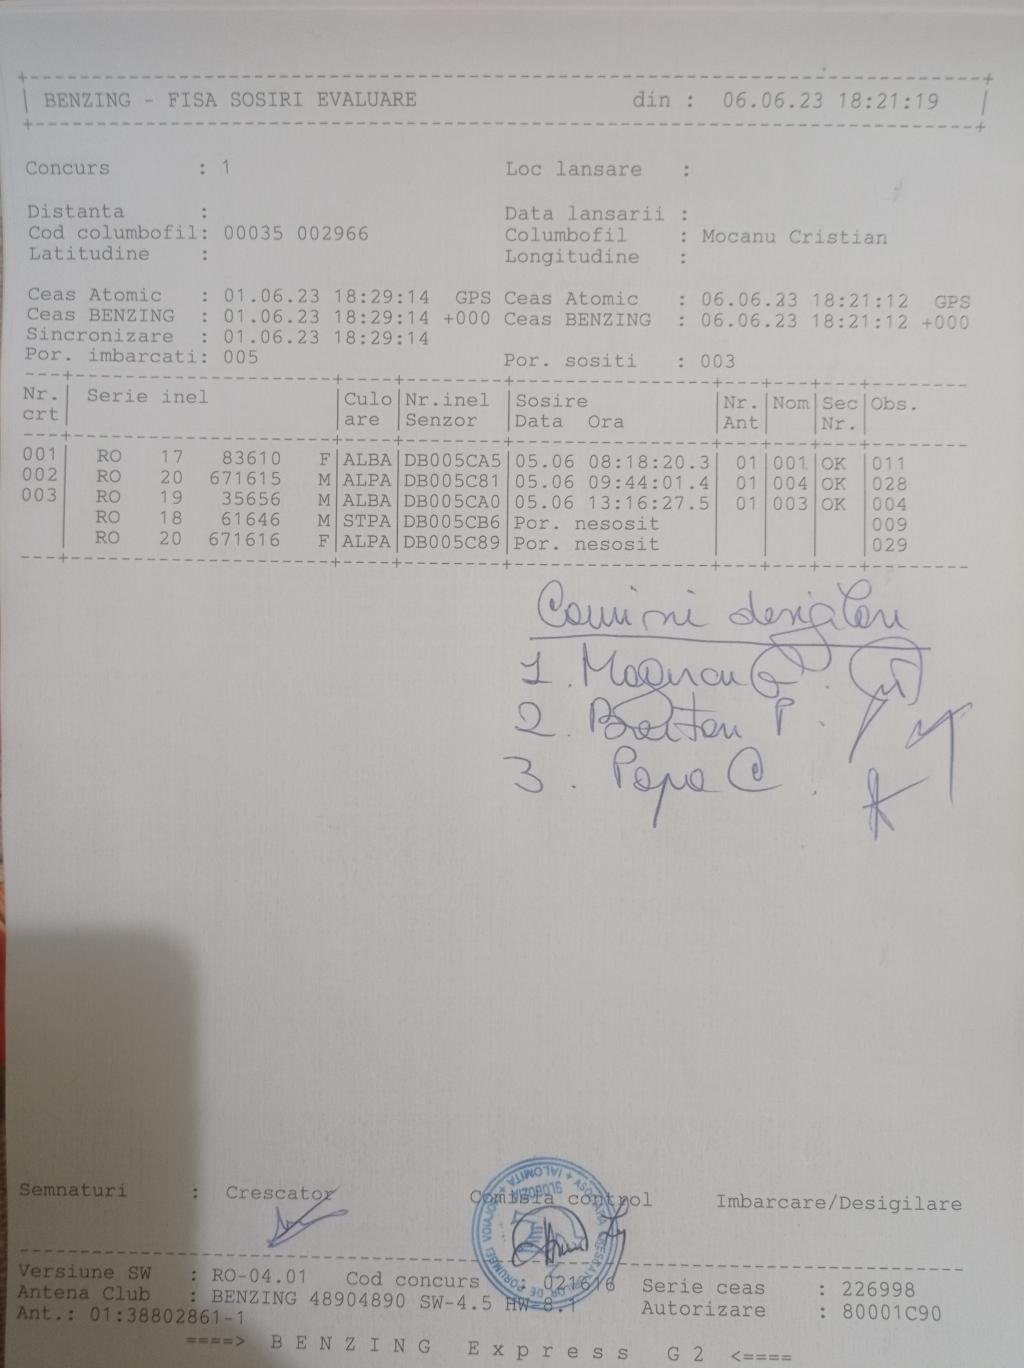 BENZING - FISA SOSIRI EVALUARE din : 06.06.23 18:21:19
Concurs : 1 Loc lansare :
Distanta : Data lansarii :
Cod columbofil: 00035 002966 Columbofil : Mocanu Cristian
Latitudine : Longitudine :
Ceas Atomic : 01.06.23 18:29:14 GPS Ceas Atomic : 06.06.23 18:21:12 GPS
Ceas BENZING : 01.06.23 18:29:14 +000 Ceas BENZING : 06.06.23 18:21:12 +000
Sincronizare : 01.06.23 18:29:14
Por. imbarcati: 005 Por. sositi : 003
Nr. Serie inel Culo Nr.inel Sosire Nr. Nom Sec Obs.
crt are Senzor Data Ora Ant Nr.
001 RO 17 83610 F ALBA DB005CA5 05.06 08:18:20.3 01 001 OK 011
002 RO 20 671615 M ALPA DB005C81 05.06 09:44:01.4 01 004 OK 028
003 RO 19 35656 M ALBA DB005CA0 05.06 13:16:27.5 01 003 OK 004
RO 18 61646 M STPA DB005CB6 Por. nesosit 009
RO 20 671616 F ALPA DB005C89 Por. nesosit 029
1.
2.
3. Popa C
Semnaturi : Crescator Comisia control Imbarcare/Desigilare
Versiune SW : RO-04.01 Cod concurs : 021616 Serie ceas : 226998
Antena Club : BENZING 48904890 SW-4.5 HW-8.1 Autorizare : 80001C90
Ant.: 01:38802861-1
====> BENZING Express G2 <====
SLOBOZIA
IALOMITA